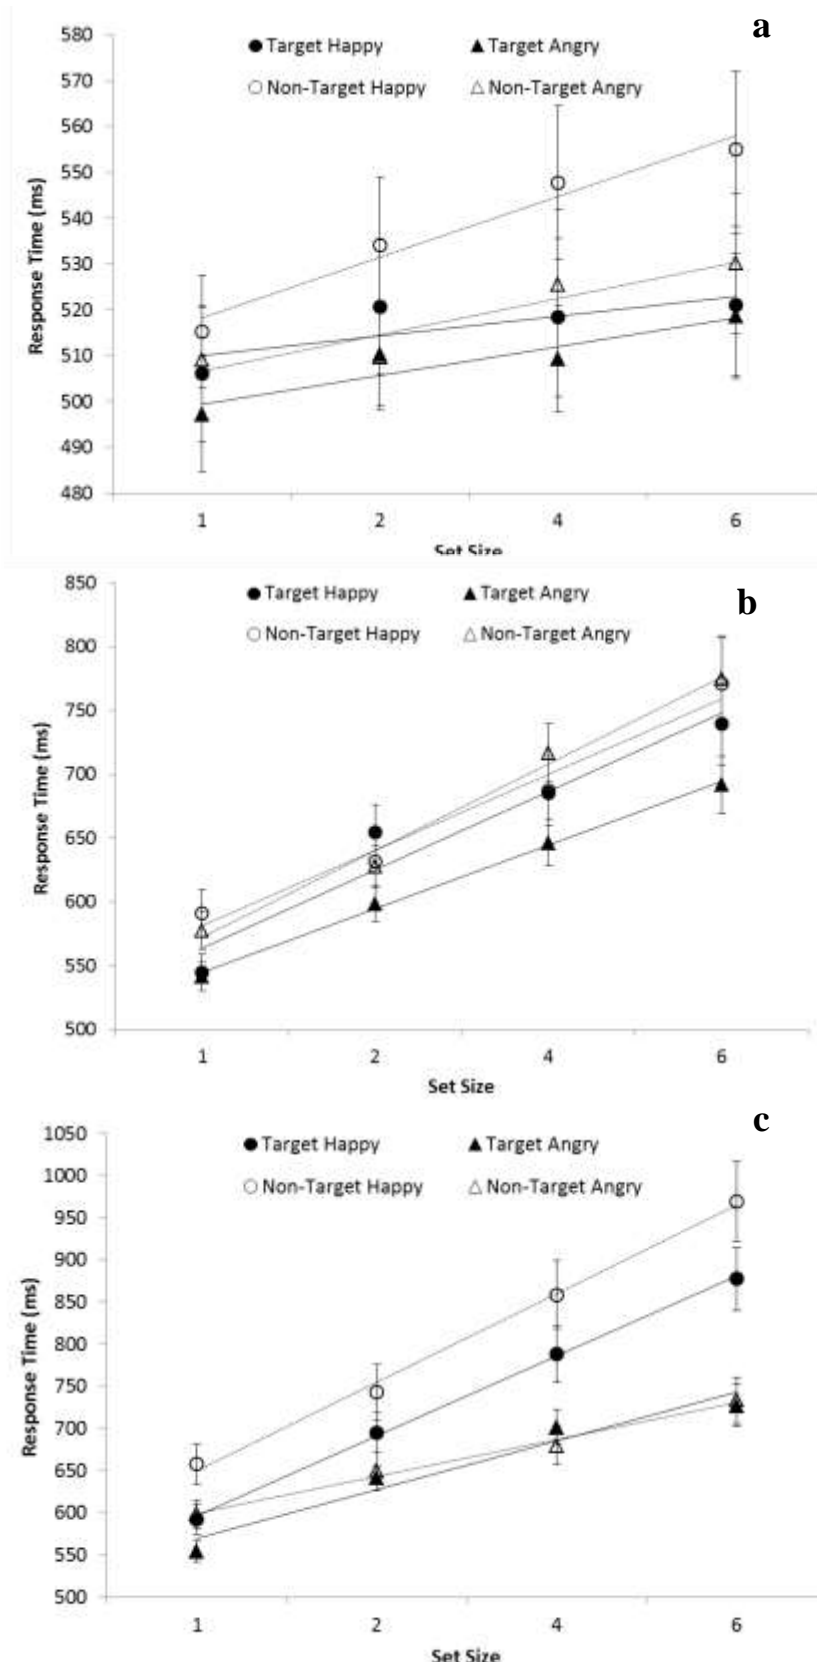 a
580
● Target Happy ▲ Target Angry
570
○ Non-Target Happy △ Non-Target Angry
560
550
540
530
520
510
500
490
480
Response Time (ms)
1 2 4 6
Set Size
b
850
● Target Happy ▲ Target Angry
○ Non-Target Happy △ Non-Target Angry
800
750
700
650
600
550
500
Response Time (ms)
1 2 4 6
Set Size
c
1050
● Target Happy ▲ Target Angry
1000
○ Non-Target Happy △ Non-Target Angry
950
900
850
800
750
700
650
600
550
500
Response Time (ms)
1 2 4 6
Set Size